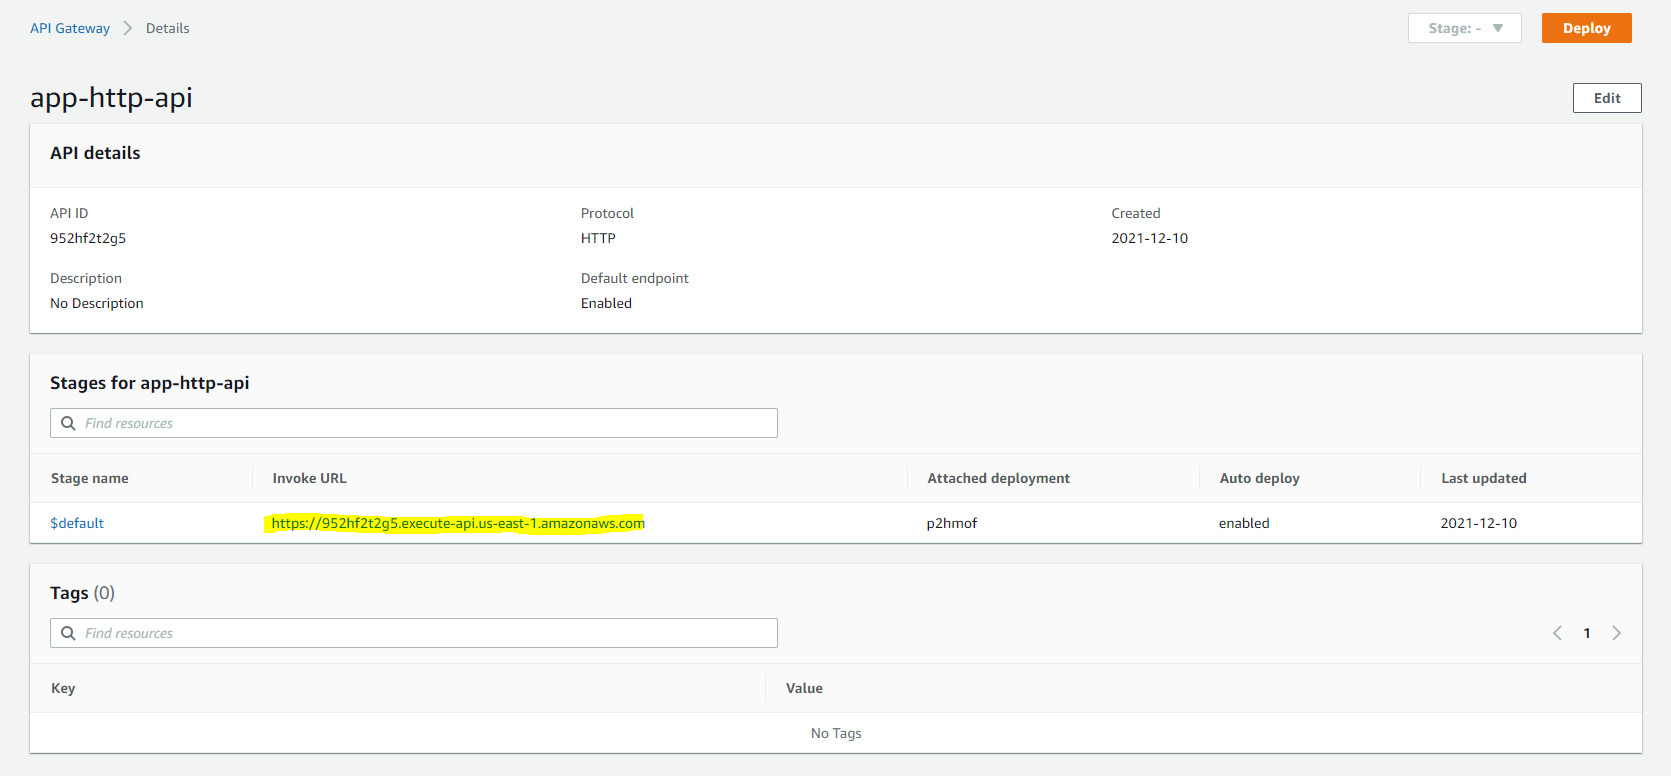 API Gateway > Details
Stage: - ▼ Deploy
app-http-api
Edit
API details
API ID Protocol Created
952hf2t2g5 HTTP 2021-12-10
Description Default endpoint
No Description Enabled
Stages for app-http-api
Find resources
Stage name Invoke URL Attached deployment Auto deploy Last updated
$default https://952hf2t2g5.execute-api.us-east-1.amazonaws.com p2hmof enabled 2021-12-10
Tags (0)
Find resources
< 1 >
Key Value
No Tags